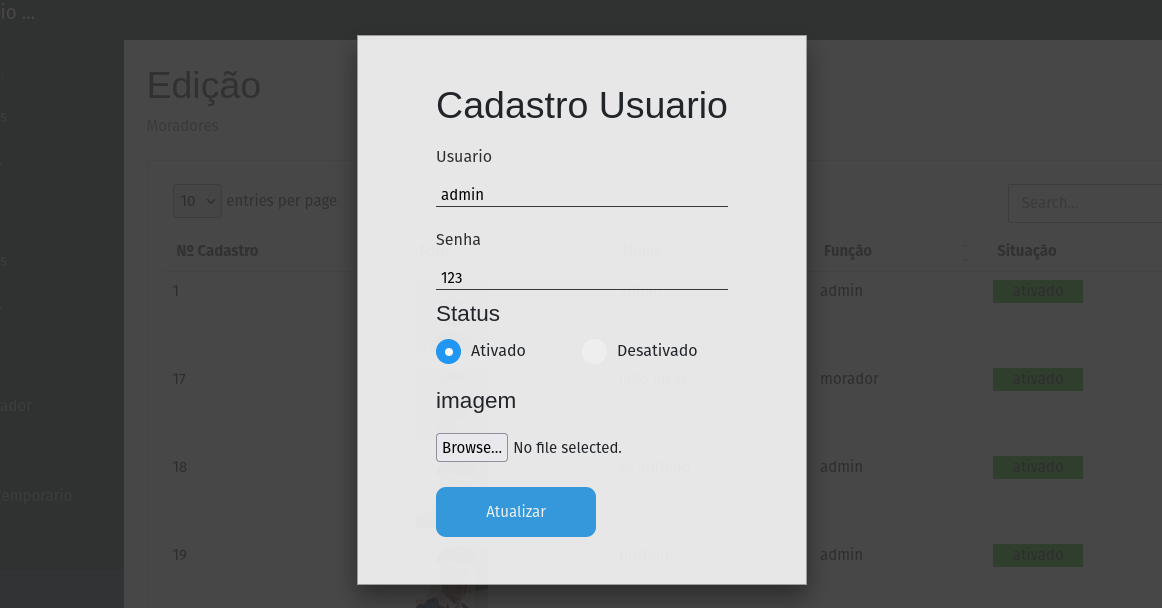 io ...
Edição
Moradores
s
10 entries per page
Search...
Nº Cadastro Função Situação
1 admin ativado
17 morador ativado
18 admin ativado
19 admin ativado
s
ador
emporario
Cadastro Usuario
Usuario
admin
Senha
123
Status
Ativado Desativado
imagem
Browse... No file selected.
Atualizar